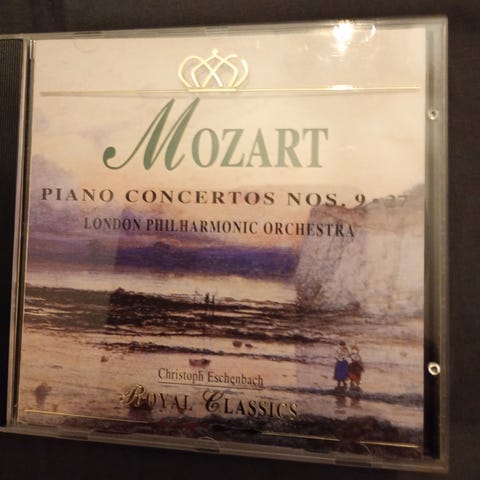 MOZART
PIANO CONCERTOS NOS. 9 • 27
LONDON PHILHARMONIC ORCHESTRA
Christoph Eschenbach
ROYAL CLASSICS